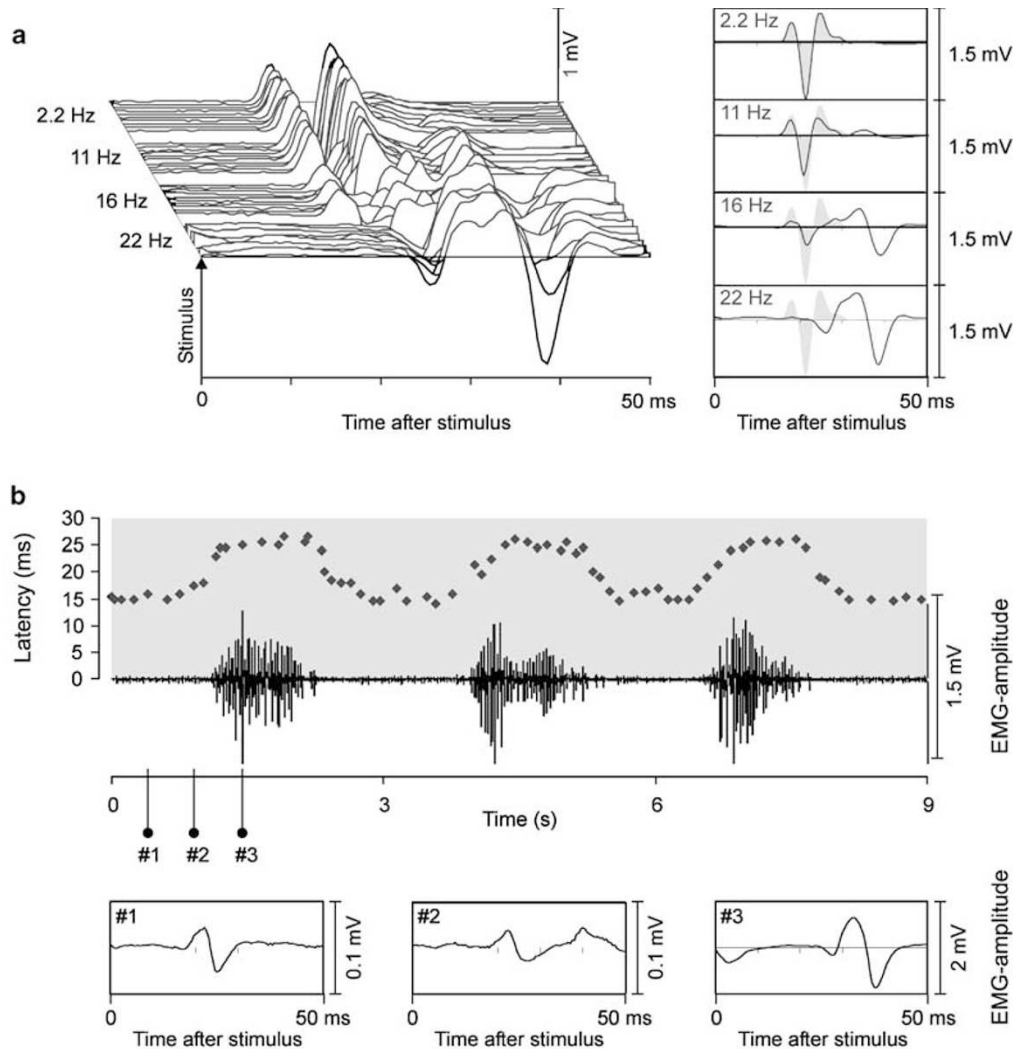 a
1 mV
2.2 Hz
11 Hz
16 Hz
22 Hz
Stimulus
0
50 ms
Time after stimulus
2.2 Hz
1.5 mV
11 Hz
1.5 mV
16 Hz
1.5 mV
22 Hz
1.5 mV
0
50 ms
Time after stimulus
b
Latency (ms)
30
25
20
15
10
5
0
1.5 mV
EMG-amplitude
0
3
6
9
Time (s)
#1
#2
#3
#1
0.1 mV
0
50 ms
Time after stimulus
#2
0.1 mV
0
50 ms
Time after stimulus
#3
2 mV
0
50 ms
Time after stimulus
EMG-amplitude